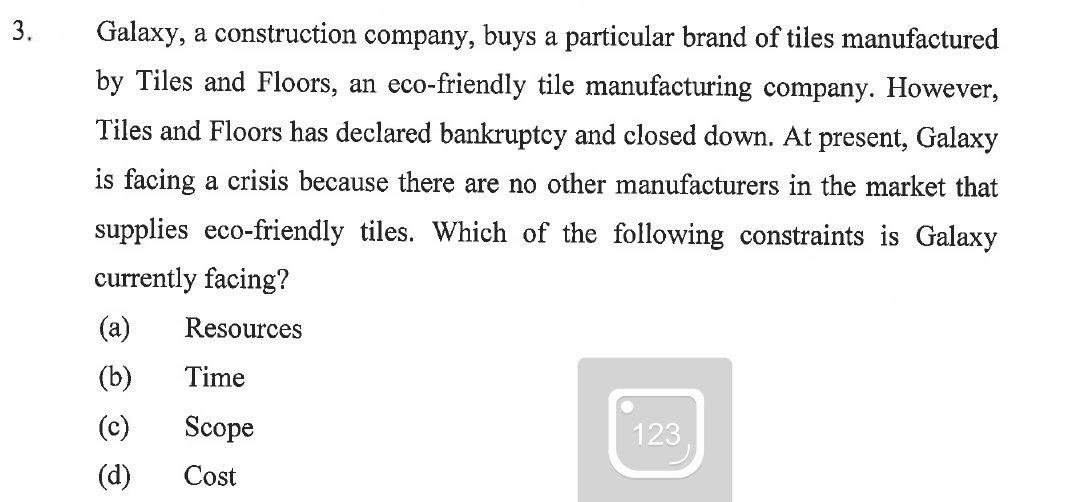 3. Galaxy, a construction company, buys a particular brand of tiles manufactured
by Tiles and Floors, an eco-friendly tile manufacturing company. However,
Tiles and Floors has declared bankruptcy and closed down. At present, Galaxy
is facing a crisis because there are no other manufacturers in the market that
supplies eco-friendly tiles. Which of the following constraints is Galaxy
currently facing?
(a) Resources
(b) Time
(c) Scope
(d) Cost
123